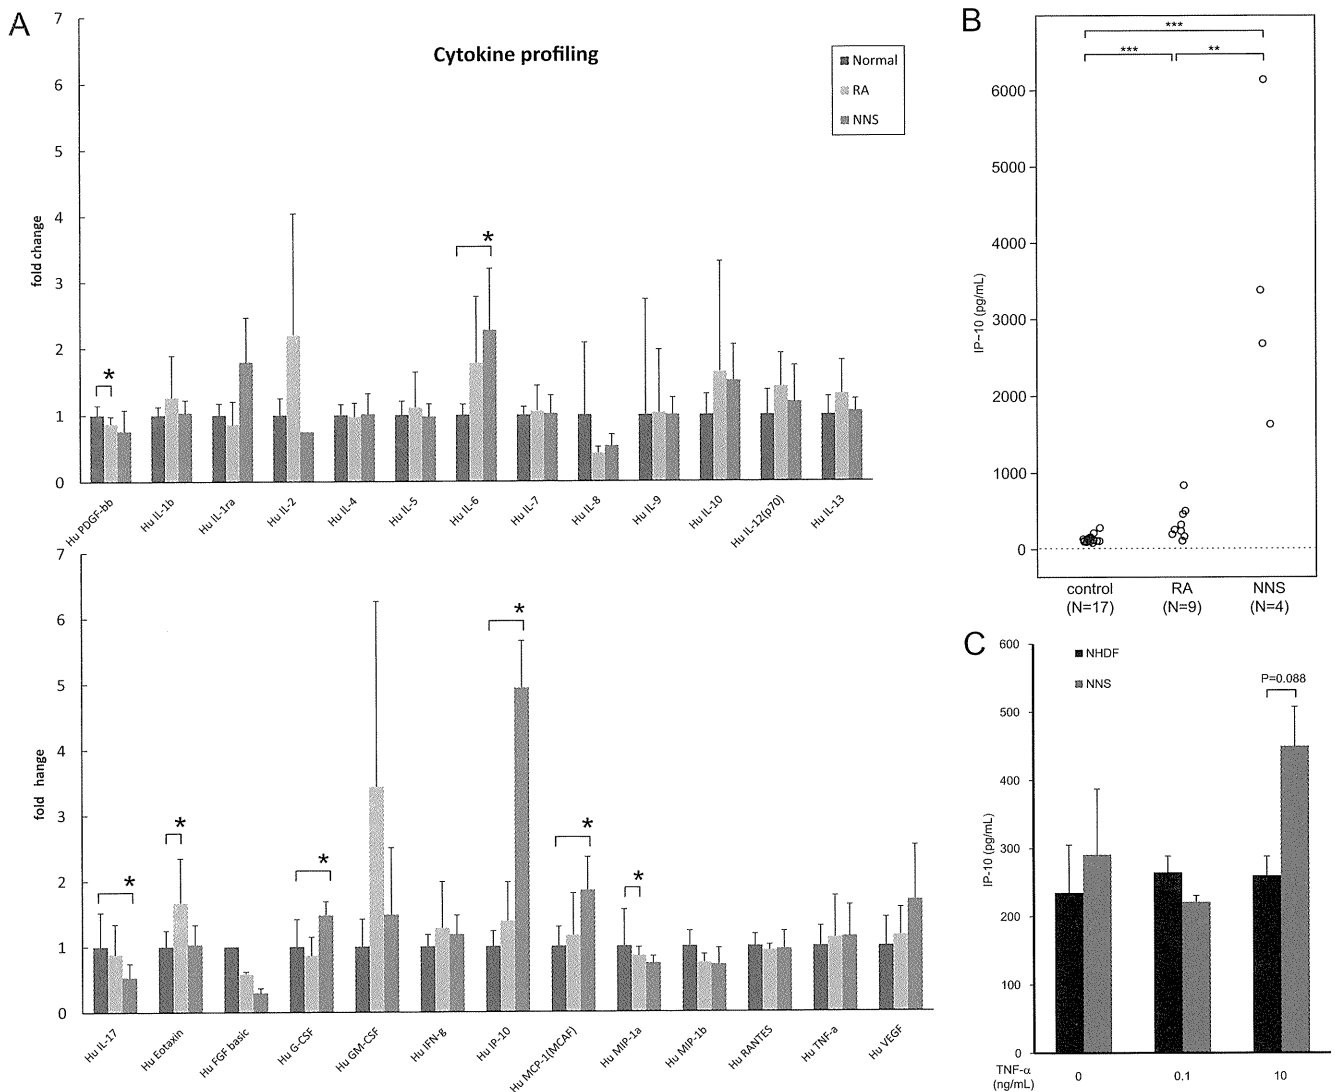 A
Cytokine profiling
Normal
RA
NNS
fold change
7
6
5
4
3
2
1
0
Hu PDGF-bb
Hu IL-1b
Hu IL-1ra
Hu IL-2
Hu IL-4
Hu IL-5
Hu IL-6
Hu IL-7
Hu IL-8
Hu IL-9
Hu IL-10
Hu IL-12(p70)
Hu IL-13
*
*
fold hange
7
6
5
4
3
2
1
0
Hu IL-17
Hu Eotaxin
Hu FGF basic
Hu G-CSF
Hu GM-CSF
Hu IFN-g
Hu IP-10
Hu MCP-1(MCAF)
Hu MIP-1a
Hu MIP-1b
Hu RANTES
Hu TNF-a
Hu VEGF
*
*
*
*
*
*
B
***
***
**
IP-10 (pg/mL)
6000
5000
4000
3000
2000
1000
0
control
(N=17)
RA
(N=9)
NNS
(N=4)
C
NHDF
NNS
P=0.088
IP-10 (pg/mL)
600
500
400
300
200
100
0
TNF-α
(ng/mL)
0
0.1
10